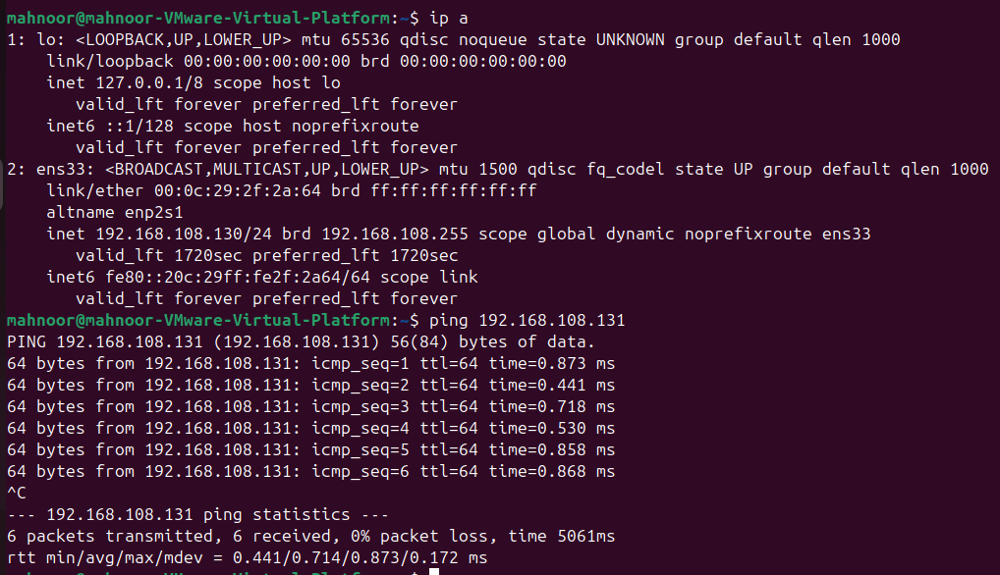 mahnoor@mahnoor-VMware-Virtual-Platform:~$ ip a
1: lo: <LOOPBACK,UP,LOWER_UP> mtu 65536 qdisc noqueue state UNKNOWN group default qlen 1000
    link/loopback 00:00:00:00:00:00 brd 00:00:00:00:00:00
    inet 127.0.0.1/8 scope host lo
       valid_lft forever preferred_lft forever
    inet6 ::1/128 scope host noprefixroute
       valid_lft forever preferred_lft forever
2: ens33: <BROADCAST,MULTICAST,UP,LOWER_UP> mtu 1500 qdisc fq_codel state UP group default qlen 1000
    link/ether 00:0c:29:2f:2a:64 brd ff:ff:ff:ff:ff:ff
    altname enp2s1
    inet 192.168.108.130/24 brd 192.168.108.255 scope global dynamic noprefixroute ens33
       valid_lft 1720sec preferred_lft 1720sec
    inet6 fe80::20c:29ff:fe2f:2a64/64 scope link
       valid_lft forever preferred_lft forever
mahnoor@mahnoor-VMware-Virtual-Platform:~$ ping 192.168.108.131
PING 192.168.108.131 (192.168.108.131) 56(84) bytes of data.
64 bytes from 192.168.108.131: icmp_seq=1 ttl=64 time=0.873 ms
64 bytes from 192.168.108.131: icmp_seq=2 ttl=64 time=0.441 ms
64 bytes from 192.168.108.131: icmp_seq=3 ttl=64 time=0.718 ms
64 bytes from 192.168.108.131: icmp_seq=4 ttl=64 time=0.530 ms
64 bytes from 192.168.108.131: icmp_seq=5 ttl=64 time=0.858 ms
64 bytes from 192.168.108.131: icmp_seq=6 ttl=64 time=0.868 ms
^C
--- 192.168.108.131 ping statistics ---
6 packets transmitted, 6 received, 0% packet loss, time 5061ms
rtt min/avg/max/mdev = 0.441/0.714/0.873/0.172 ms